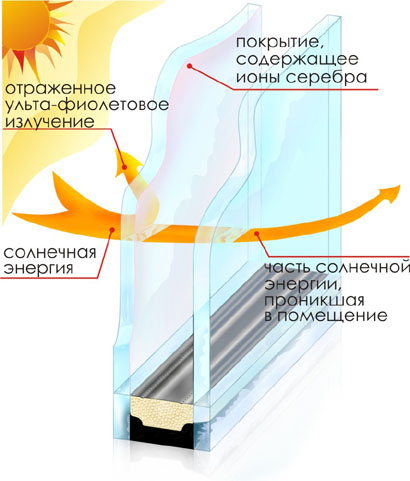 покрытие,
содержащее
ионы серебра
отраженное
ульта-фиолетовое
излучение
солнечная
энергия
часть солнечной
энергии,
проникшая
в помещение